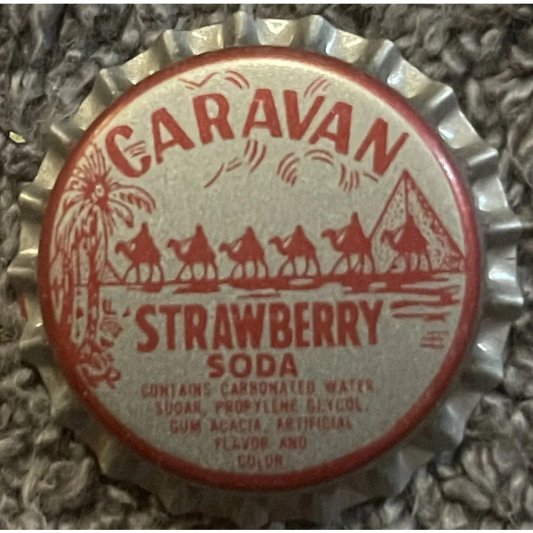 CARAVAN
STRAWBERRY
SODA
CONTAINS CARBONATED WATER
SUGAR, PROPYLENE GLYCOL,
GUM ACACIA, ARTIFICIAL
FLAVOR AND
COLOR